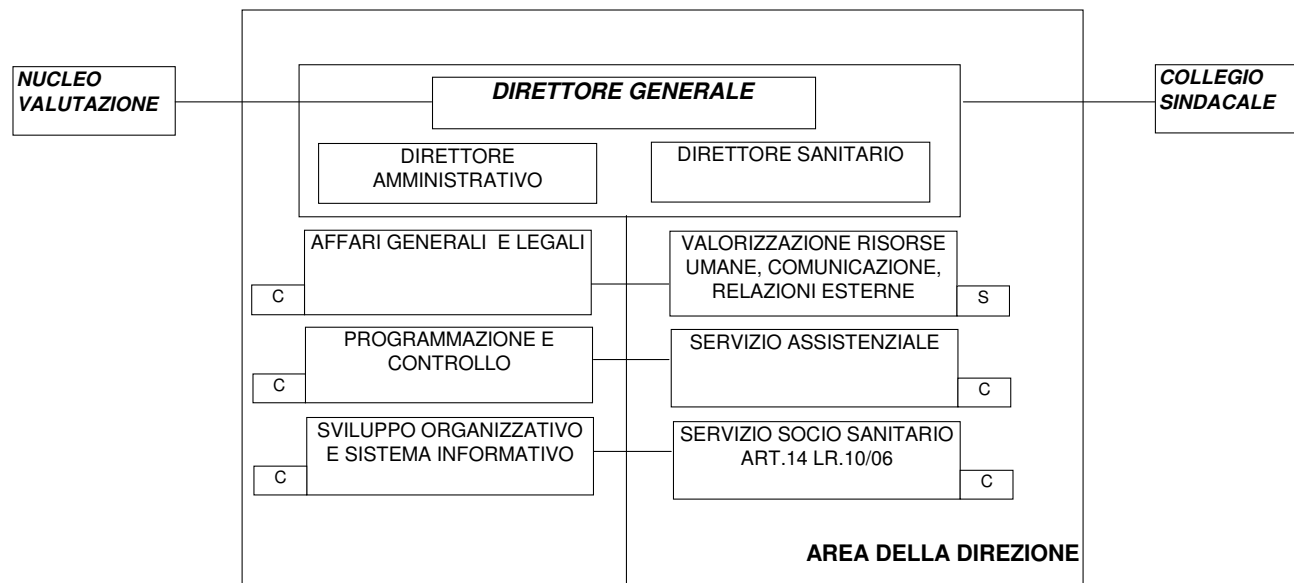 NUCLEO
VALUTAZIONE
DIRETTORE GENERALE
COLLEGIO
SINDACALE
DIRETTORE
AMMINISTRATIVO
DIRETTORE SANITARIO
AFFARI GENERALI E LEGALI
C
VALORIZZAZIONE RISORSE
UMANE, COMUNICAZIONE,
RELAZIONI ESTERNE
S
PROGRAMMAZIONE E
CONTROLLO
C
SERVIZIO ASSISTENZIALE
C
SVILUPPO ORGANIZZATIVO
E SISTEMA INFORMATIVO
C
SERVIZIO SOCIO SANITARIO
ART.14 LR.10/06
C
AREA DELLA DIREZIONE